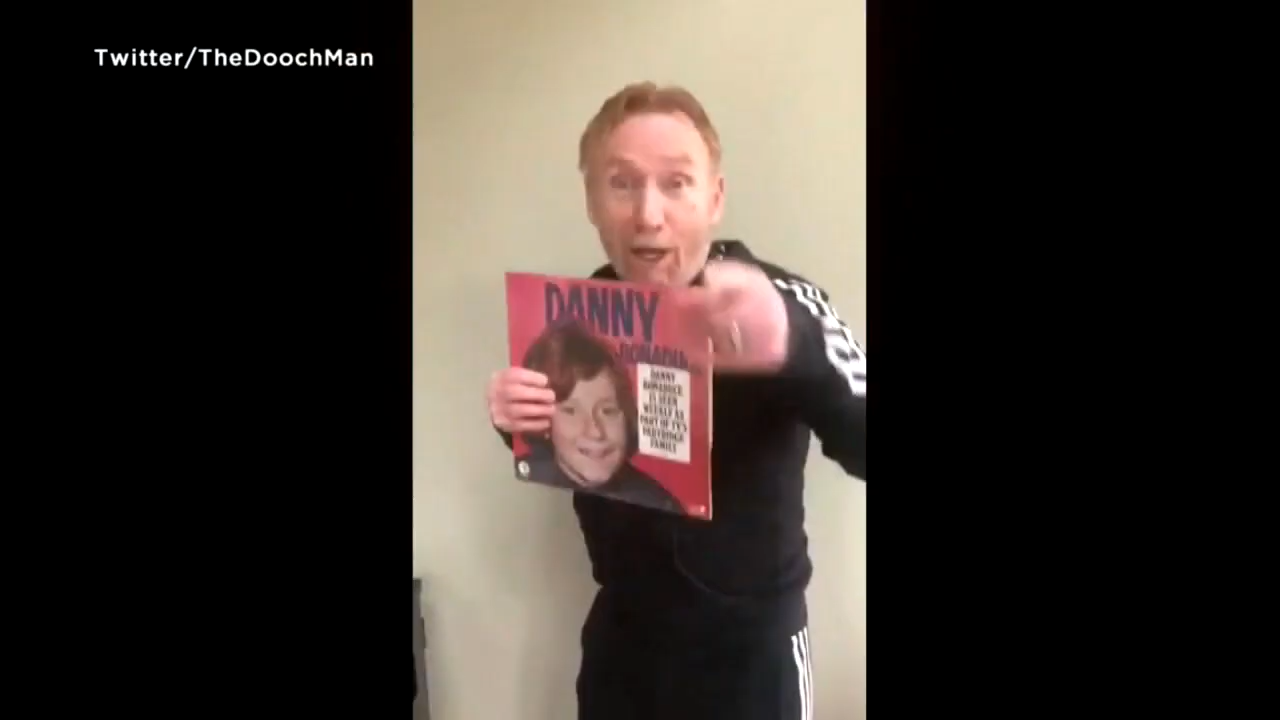 Twitter/TheDoochMan
DANNY
DANNY
BONADUCE
IS SEEN
WEEKLY AS
PART OF TV'S
PARTRIDGE
FAMILY